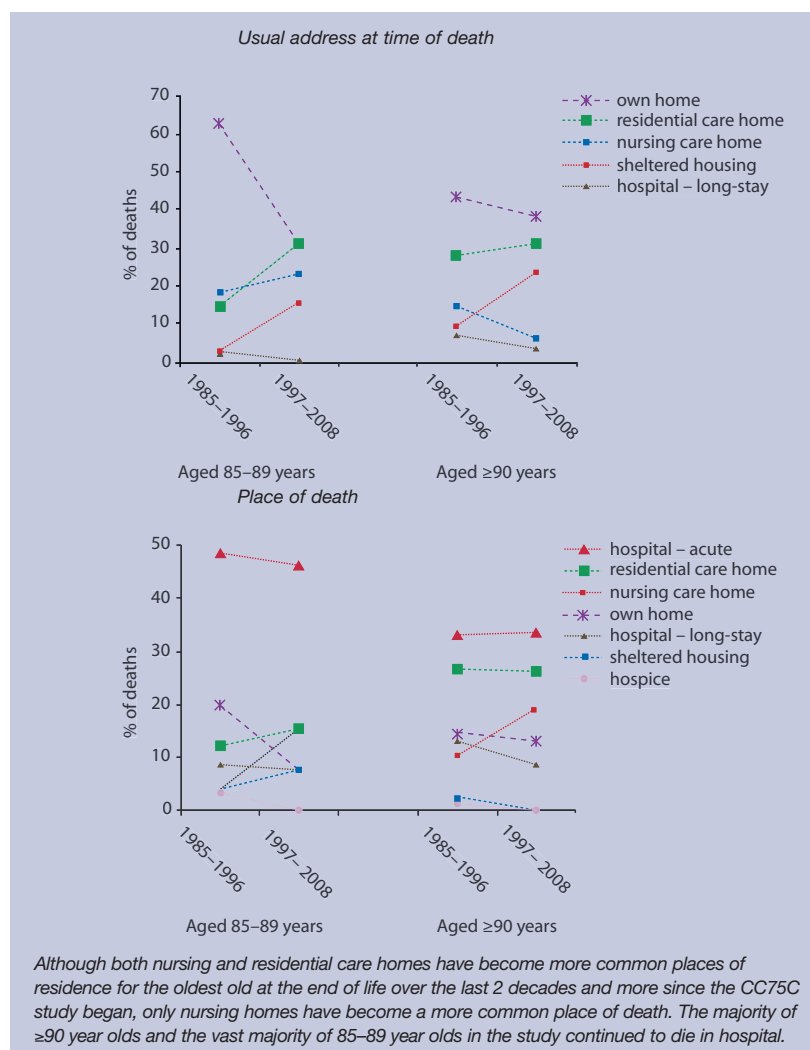 Usual address at time of death
70
60
50
40
30
20
10
0
% of deaths
own home
residential care home
nursing care home
sheltered housing
hospital – long-stay
1985–1996
1997–2008
1985–1996
1997–2008
Aged 85–89 years
Aged ≥90 years
Place of death
50
40
30
20
10
0
% of deaths
hospital – acute
residential care home
nursing care home
own home
hospital – long-stay
sheltered housing
hospice
1985–1996
1997– 2008
1985–1996
1997– 2008
Aged 85–89 years
Aged ≥90 years
Although both nursing and residential care homes have become more common places of
residence for the oldest old at the end of life over the last 2 decades and more since the CC75C
study began, only nursing homes have become a more common place of death. The majority of
≥90 year olds and the vast majority of 85–89 year olds in the study continued to die in hospital.